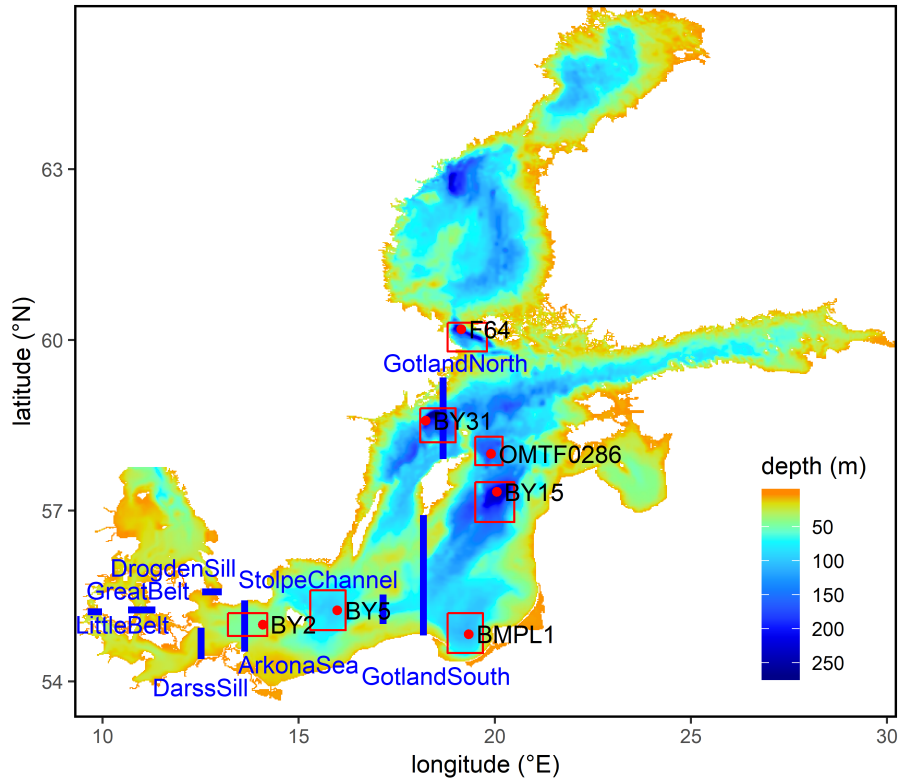 63
F64
60
GotlandNorth
latitude (°N)
BY31
OMTF0286
depth (m)
BY15
57
50
DrogdenSill
StolpeChannel
100
GreatBelt
BY5
150
LittleBelt
BY2
BMPL1
200
ArkonaSea
GotlandSouth
250
DarssSill
54
10
15
20
25
30
longitude (°E)